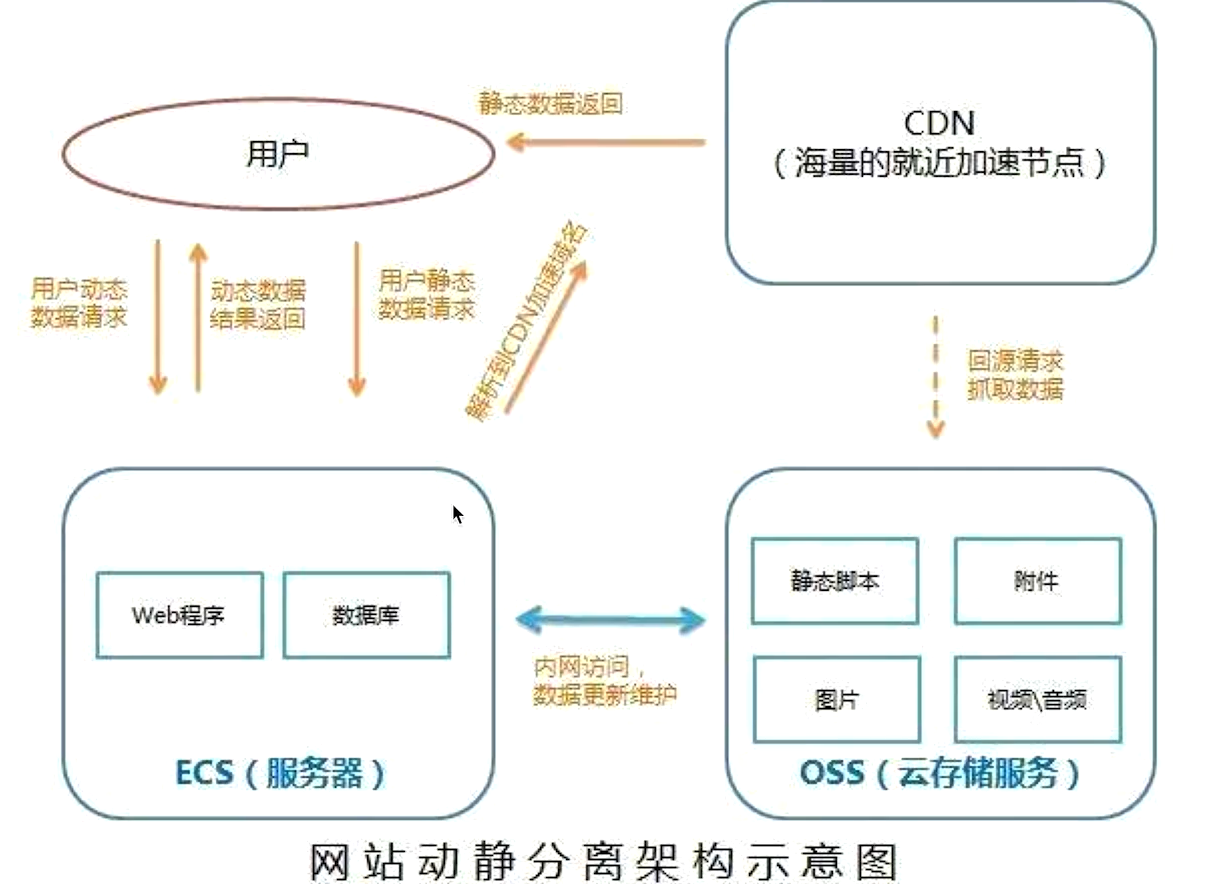 静态数据返回
CDN
（海量的就近加速节点）
用户
用户动态
数据请求
动态数据
结果返回
用户静态
数据请求
解析到CDN加速域名
回源请求
抓取数据
Web程序
数据库
ECS（服务器）
内网访问，
数据更新维护
静态脚本
附件
图片
视频\音频
OSS（云存储服务）
网站动静分离架构示意图